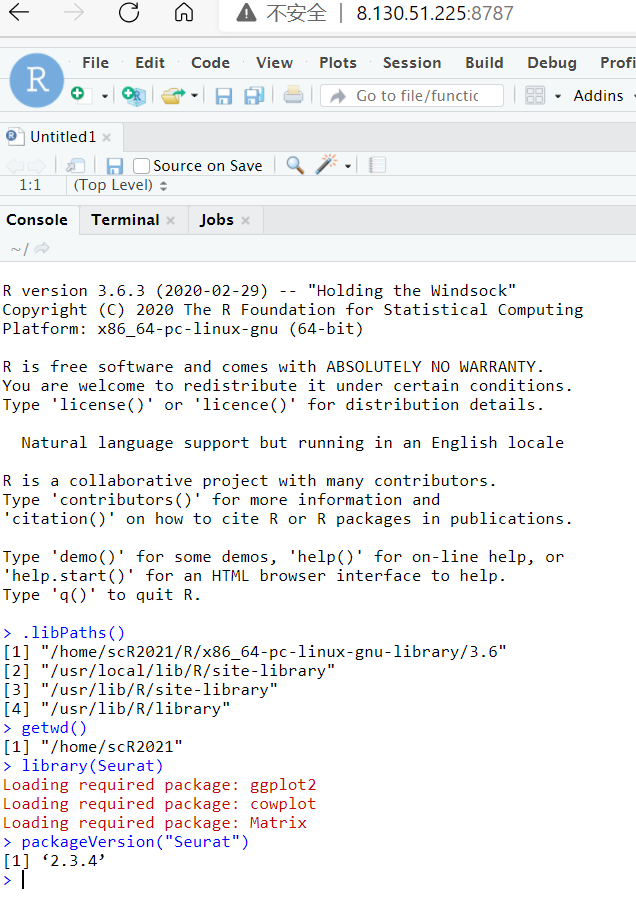 不安全 | 8.130.51.225:8787
R File Edit Code View Plots Session Build Debug Profi
Go to file/functic Addins
Untitled1
Source on Save
1:1 (Top Level)
Console Terminal Jobs
~/
R version 3.6.3 (2020-02-29) -- "Holding the Windsock"
Copyright (C) 2020 The R Foundation for Statistical Computing
Platform: x86_64-pc-linux-gnu (64-bit)
R is free software and comes with ABSOLUTELY NO WARRANTY.
You are welcome to redistribute it under certain conditions.
Type 'license()' or 'licence()' for distribution details.
Natural language support but running in an English locale
R is a collaborative project with many contributors.
Type 'contributors()' for more information and
'citation()' on how to cite R or R packages in publications.
Type 'demo()' for some demos, 'help()' for on-line help, or
'help.start()' for an HTML browser interface to help.
Type 'q()' to quit R.
> .libPaths()
[1] "/home/scR2021/R/x86_64-pc-linux-gnu-library/3.6"
[2] "/usr/local/lib/R/site-library"
[3] "/usr/lib/R/site-library"
[4] "/usr/lib/R/library"
> getwd()
[1] "/home/scR2021"
> library(Seurat)
Loading required package: ggplot2
Loading required package: cowplot
Loading required package: Matrix
> packageVersion("Seurat")
[1] ‘2.3.4’
>